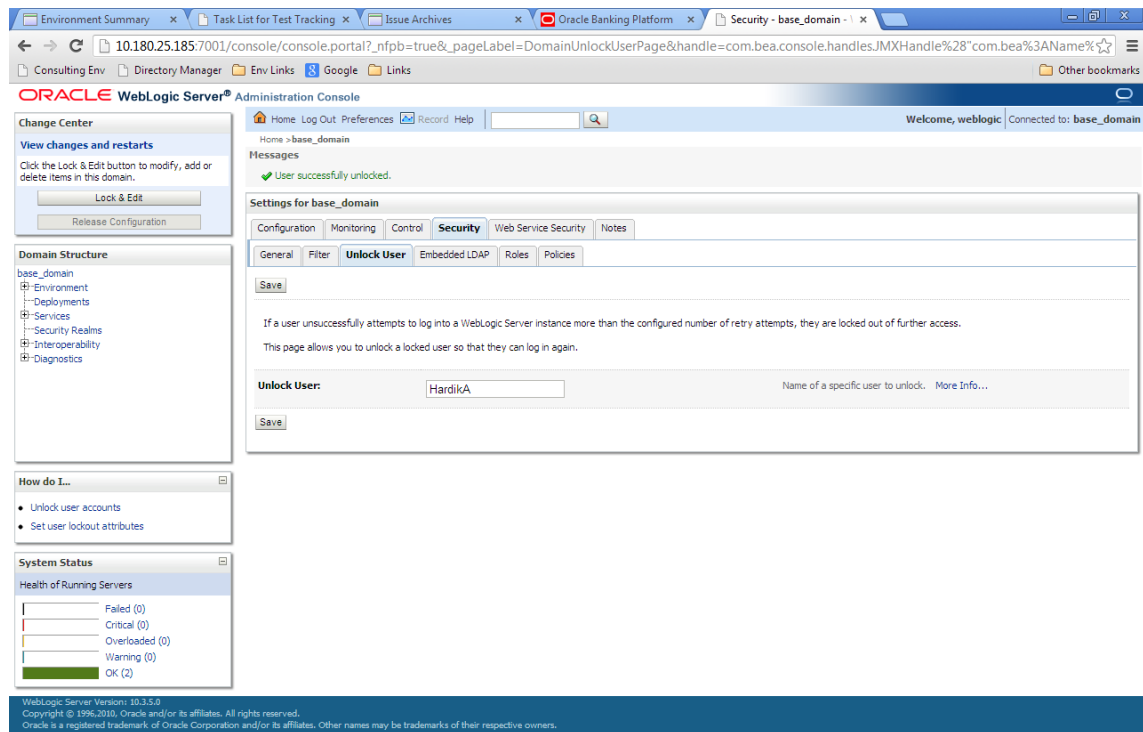 Environment Summary
Task List for Test Tracking
Issue Archives
Oracle Banking Platform
Security - base_domain -
10.180.25.185:7001/console/console.portal?_nfpb=true&_pageLabel=DomainUnlockUserPage&handle=com.bea.console.handles.JMXHandle%28"com.bea%3AName%
Consulting Env Directory Manager Env Links Google Links Other bookmarks
ORACLE WebLogic Server® Administration Console
Change Center
View changes and restarts
Click the Lock & Edit button to modify, add or
delete items in this domain.
Lock & Edit
Release Configuration
Domain Structure
base_domain
Environment
Deployments
Services
Security Realms
Interoperability
Diagnostics
How do I...
Unlock user accounts
Set user lockout attributes
System Status
Health of Running Servers
Failed (0)
Critical (0)
Overloaded (0)
Warning (0)
OK (2)
Home Log Out Preferences Record Help
Welcome, weblogic Connected to: base_domain
Home >base_domain
Messages
User successfully unlocked.
Settings for base_domain
Configuration Monitoring Control Security Web Service Security Notes
General Filter Unlock User Embedded LDAP Roles Policies
Save
If a user unsuccessfully attempts to log into a WebLogic Server instance more than the configured number of retry attempts, they are locked out of further access.
This page allows you to unlock a locked user so that they can log in again.
Unlock User: HardikA Name of a specific user to unlock. More Info...
Save
WebLogic Server Version: 10.3.5.0
Copyright © 1996,2010, Oracle and/or its affiliates. All rights reserved.
Oracle is a registered trademark of Oracle Corporation and/or its affiliates. Other names may be trademarks of their respective owners.